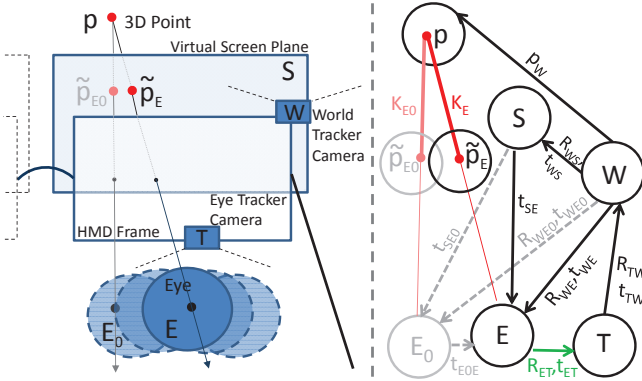 p
3D Point
Virtual Screen Plane
S
p̃E0
p̃E
W
World
Tracker
Camera
Eye Tracker
Camera
HMD Frame
T
Eye
E0
E
p
pW
KE0
KE
S
p̃E0
p̃E
RWS,
tWS
W
tSE
tSE0
RWE0, tWE0
RWE, tWE
RTW
tTW
E0
tE0E
E
RET, tET
T